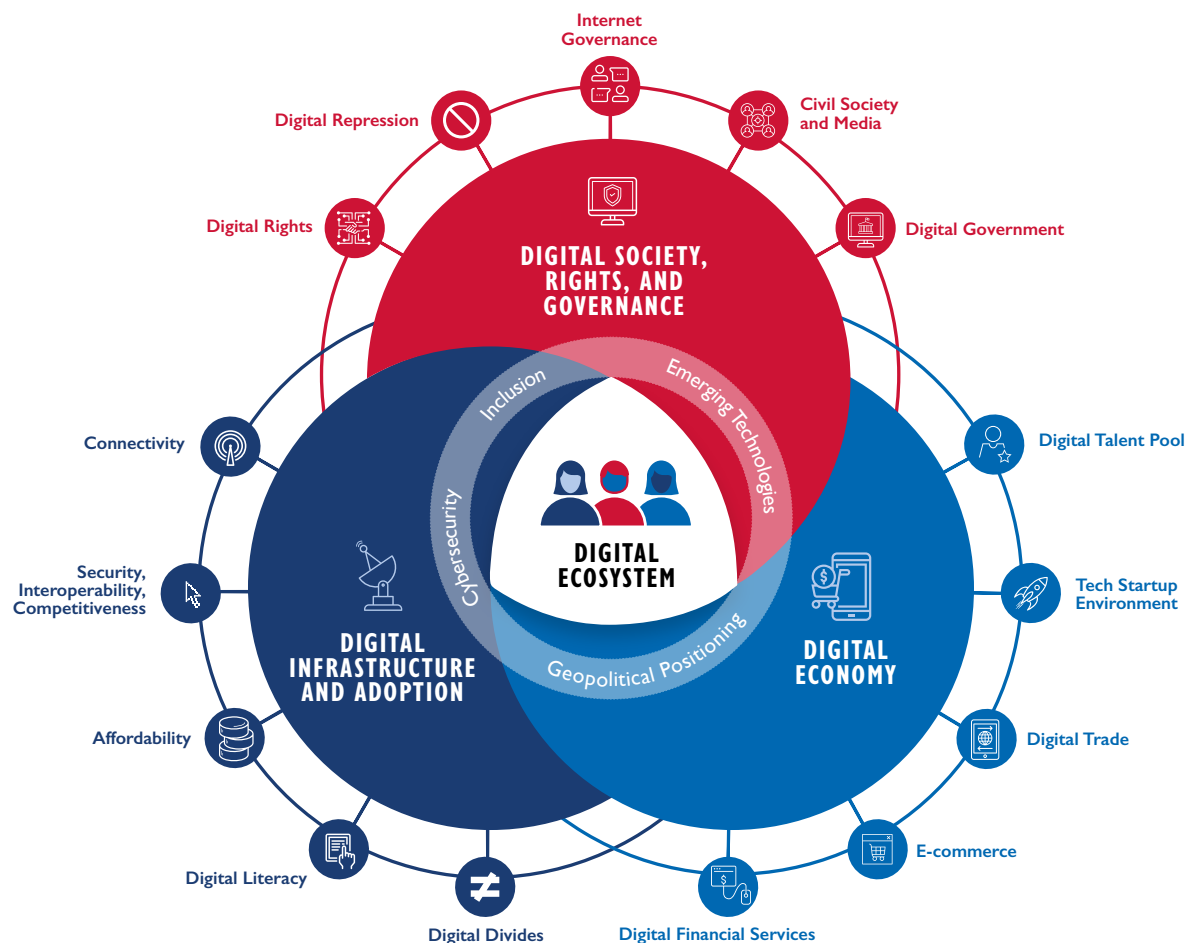 Internet
Governance
Digital Repression
Civil Society
and Media
Digital Rights
Digital Government
DIGITAL SOCIETY,
RIGHTS, AND
GOVERNANCE
Inclusion
Emerging Technologies
Cybersecurity
Geopolitical Positioning
DIGITAL
ECOSYSTEM
Connectivity
Security,
Interoperability,
Competitiveness
Affordability
Digital Literacy
Digital Divides
DIGITAL
INFRASTRUCTURE
AND ADOPTION
DIGITAL
ECONOMY
Digital Talent Pool
Tech Startup
Environment
Digital Trade
E-commerce
Digital Financial Services